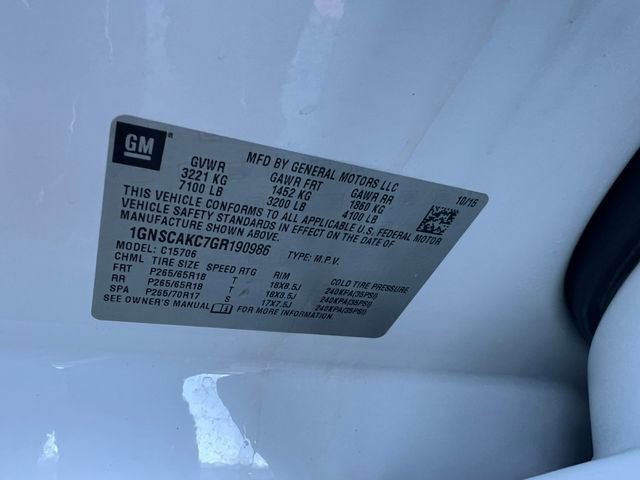 GM
MFD BY GENERAL MOTORS LLC 10/15
GVWR GAWR FRT GAWR RR
3221 KG 1452 KG 1860 KG
7100 LB 3200 LB 4100 LB
THIS VEHICLE CONFORMS TO ALL APPLICABLE U.S. FEDERAL MOTOR
VEHICLE SAFETY STANDARDS IN EFFECT ON THE DATE OF
MANUFACTURE SHOWN ABOVE.
1GNSCAKC7GR190986 TYPE: M.P.V.
MODEL: C15706
CHML TIRE SIZE SPEED RTG RIM COLD TIRE PRESSURE
FRT P265/65R18 T 18X8.5J 240KPA(35PSI)
RR P265/65R18 T 18X8.5J 240KPA(35PSI)
SPA P265/70R17 S 17X7.5J 240KPA(35PSI)
SEE OWNER'S MANUAL FOR MORE INFORMATION.